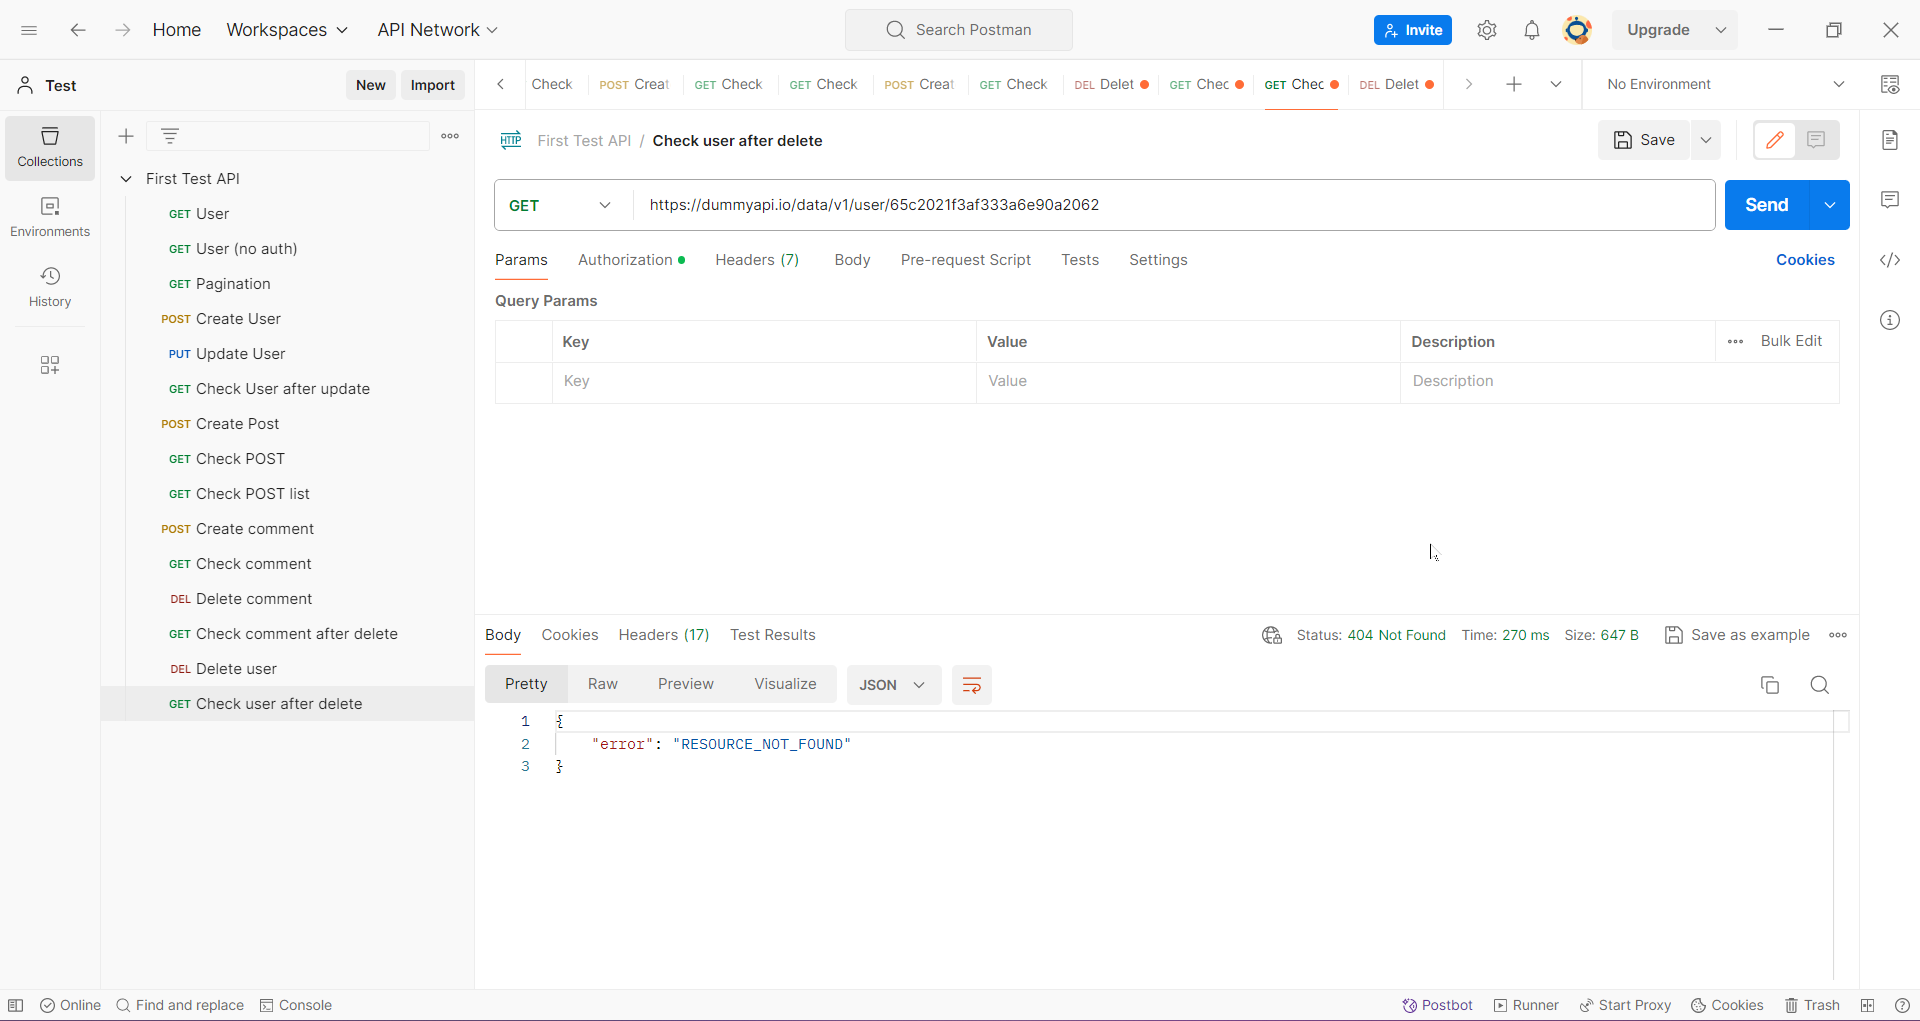 Home Workspaces API Network Search Postman Invite Upgrade
Test New Import
Check POST Creat GET Check GET Check POST Creat GET Check DEL Delet GET Chec GET Chec DEL Delet No Environment
Collections
Environments
History
First Test API
GET User
GET User (no auth)
GET Pagination
POST Create User
PUT Update User
GET Check User after update
POST Create Post
GET Check POST
GET Check POST list
POST Create comment
GET Check comment
DEL Delete comment
GET Check comment after delete
DEL Delete user
GET Check user after delete
HTTP First Test API / Check user after delete Save
GET https://dummyapi.io/data/v1/user/65c2021f3af333a6e90a2062 Send
Params Authorization Headers (7) Body Pre-request Script Tests Settings Cookies
Query Params
Key Value Description Bulk Edit
Key Value Description
Body Cookies Headers (17) Test Results Status: 404 Not Found Time: 270 ms Size: 647 B Save as example
Pretty Raw Preview Visualize JSON
1 {
2 "error": "RESOURCE_NOT_FOUND"
3 }
Online Find and replace Console Postbot Runner Start Proxy Cookies Trash